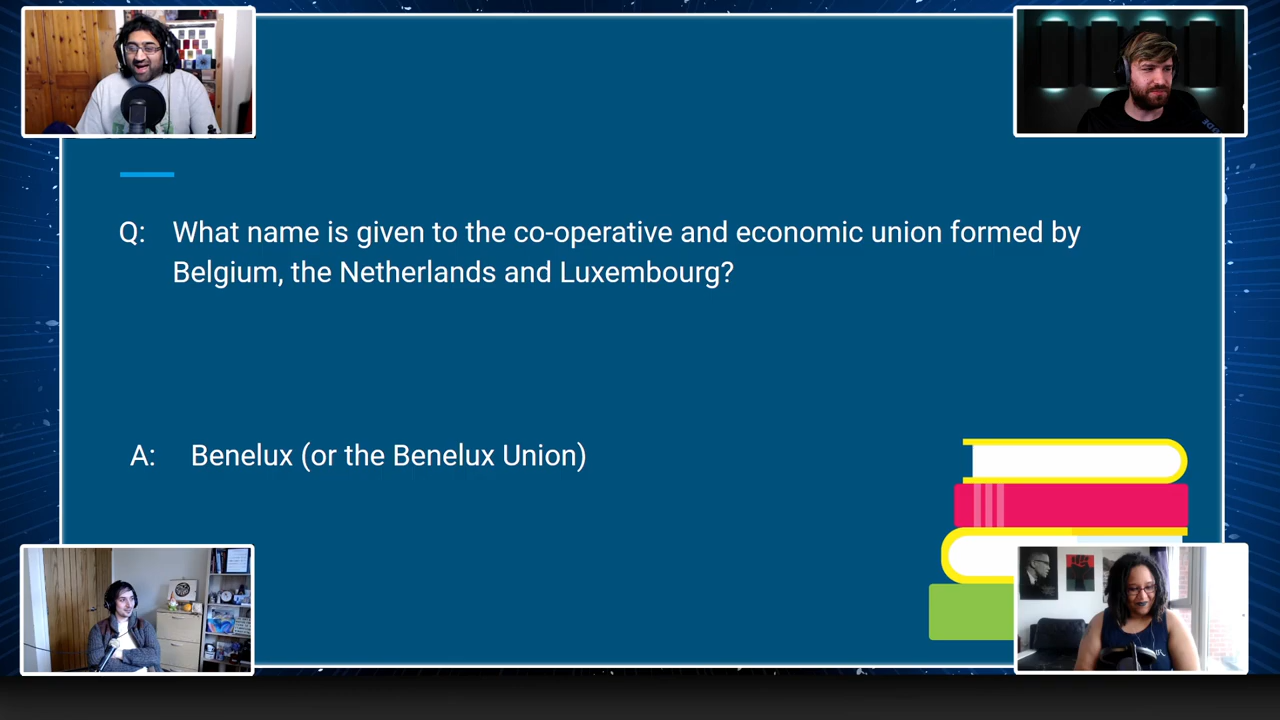 Q: What name is given to the co-operative and economic union formed by
Belgium, the Netherlands and Luxembourg?
A: Benelux (or the Benelux Union)